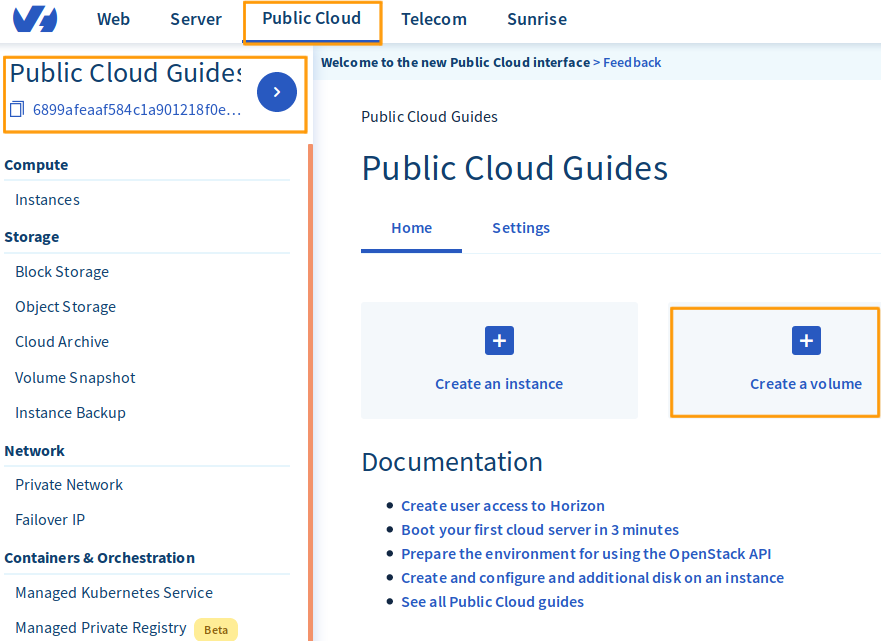 Web Server Public Cloud Telecom Sunrise
Public Cloud Guides
6899afeaaf584c1a901218f0e...
Compute
Instances
Storage
Block Storage
Object Storage
Cloud Archive
Volume Snapshot
Instance Backup
Network
Private Network
Failover IP
Containers & Orchestration
Managed Kubernetes Service
Managed Private Registry Beta
Welcome to the new Public Cloud interface > Feedback
Public Cloud Guides
Public Cloud Guides
Home Settings
Create an instance
Create a volume
Documentation
Create user access to Horizon
Boot your first cloud server in 3 minutes
Prepare the environment for using the OpenStack API
Create and configure and additional disk on an instance
See all Public Cloud guides